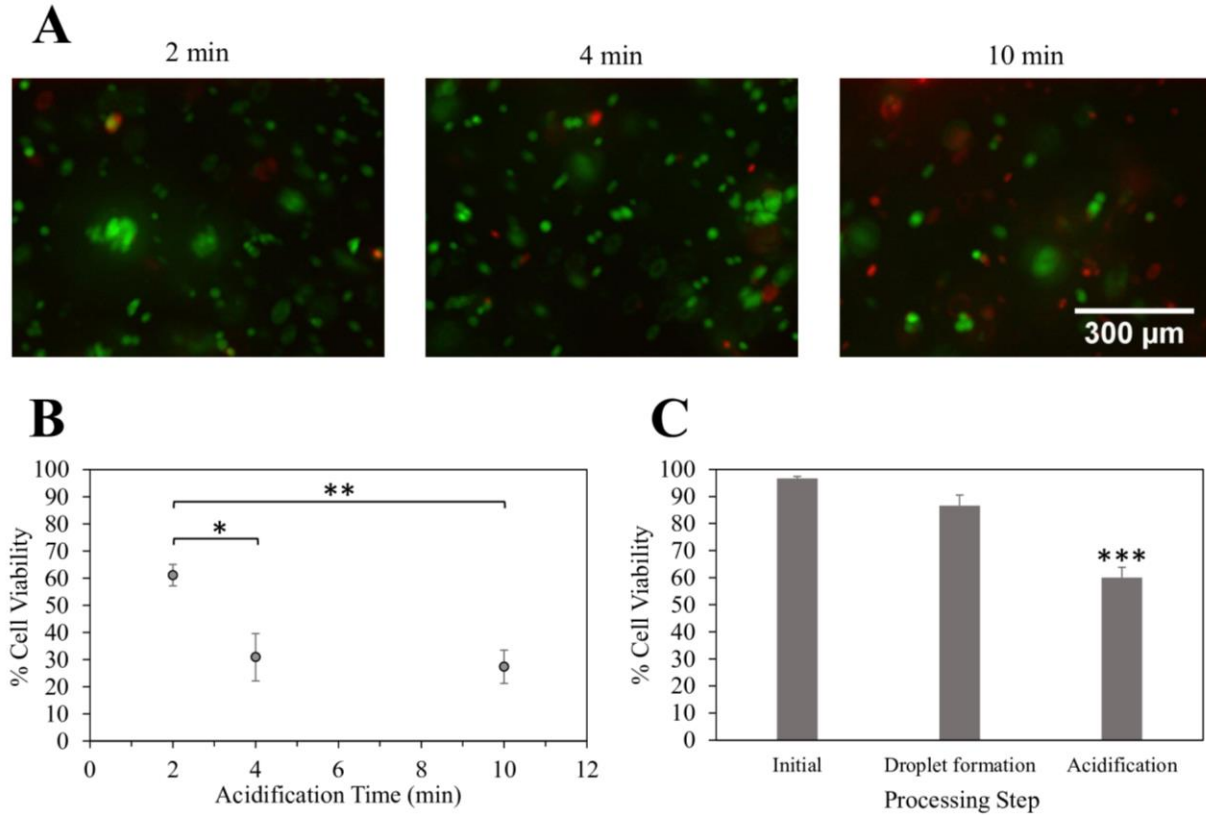 A
2 min
4 min
10 min
300 µm
B
100
90
80
70
60
50
40
30
20
10
0
% Cell Viability
**
*
0 2 4 6 8 10 12
Acidification Time (min)
C
100
90
80
70
60
50
40
30
20
10
0
% Cell Viability
***
Initial Droplet formation Acidification
Processing Step